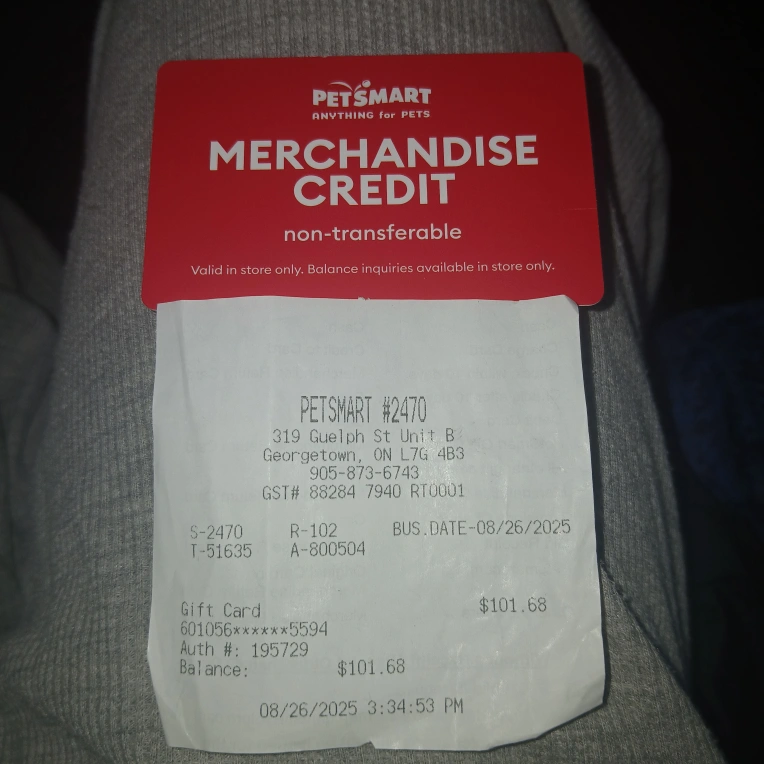 PETSMART
ANYTHING for PETS
MERCHANDISE
CREDIT
non-transferable
Valid in store only. Balance inquiries available in store only.
PETSMART #2470
319 Guelph St Unit B
Georgetown, ON L7G 4B3
905-873-6743
GST# 88284 7940 RT0001
S-2470 R-102 BUS.DATE-08/26/2025
T-51635 A-800504
Gift Card $101.68
601056******5594
Auth #: 195729
Balance: $101.68
08/26/2025 3:34:53 PM